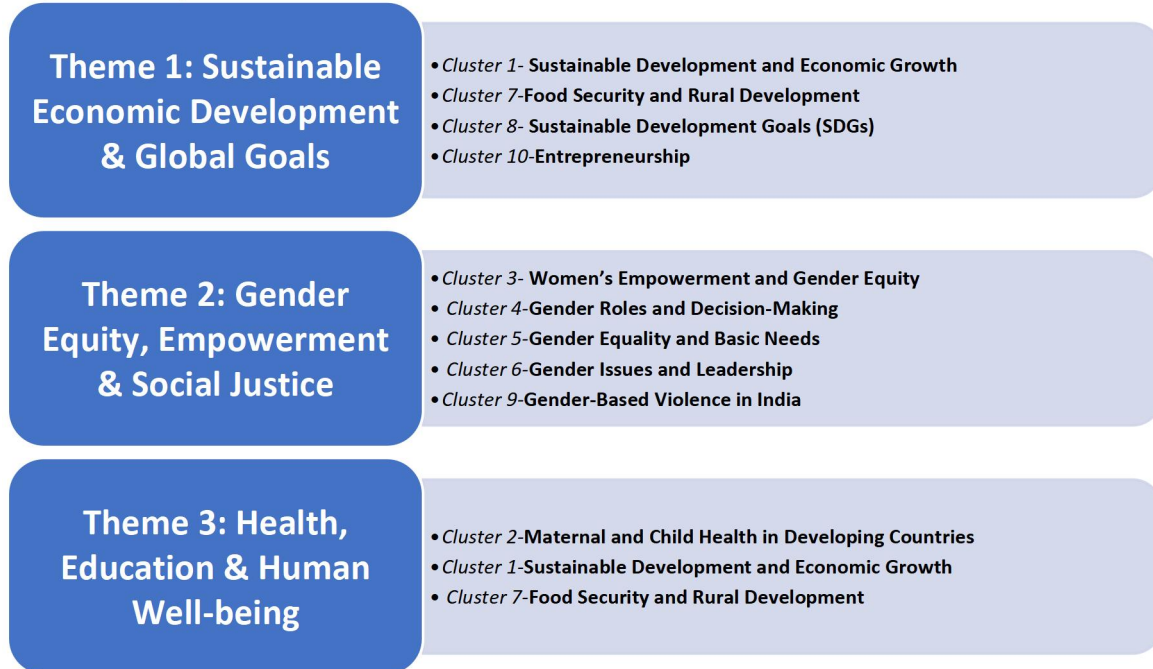 Theme 1: Sustainable
Economic Development
& Global Goals
•Cluster 1- Sustainable Development and Economic Growth
•Cluster 7-Food Security and Rural Development
•Cluster 8- Sustainable Development Goals (SDGs)
•Cluster 10-Entrepreneurship
Theme 2: Gender
Equity, Empowerment
& Social Justice
•Cluster 3- Women’s Empowerment and Gender Equity
• Cluster 4-Gender Roles and Decision-Making
• Cluster 5-Gender Equality and Basic Needs
• Cluster 6-Gender Issues and Leadership
•Cluster 9-Gender-Based Violence in India
Theme 3: Health,
Education & Human
Well-being
•Cluster 2-Maternal and Child Health in Developing Countries
•Cluster 1-Sustainable Development and Economic Growth
• Cluster 7-Food Security and Rural Development